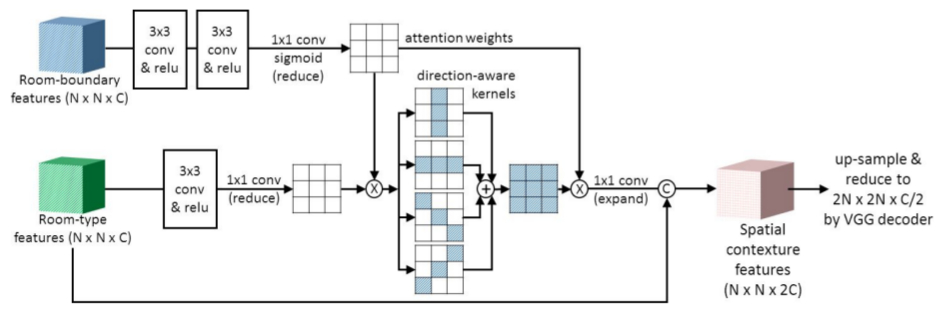 Room-boundary
features (N x N x C)
3x3
conv
& relu
3x3
conv
& relu
1x1 conv
sigmoid
(reduce)
attention weights
direction-aware
kernels
Room-type
features (N x N x C)
3x3
conv
& relu
1x1 conv
(reduce)
X
+
X
1x1 conv
(expand)
C
Spatial
contexture
features
(N x N x 2C)
up-sample &
reduce to
2N x 2N x C/2
by VGG decoder